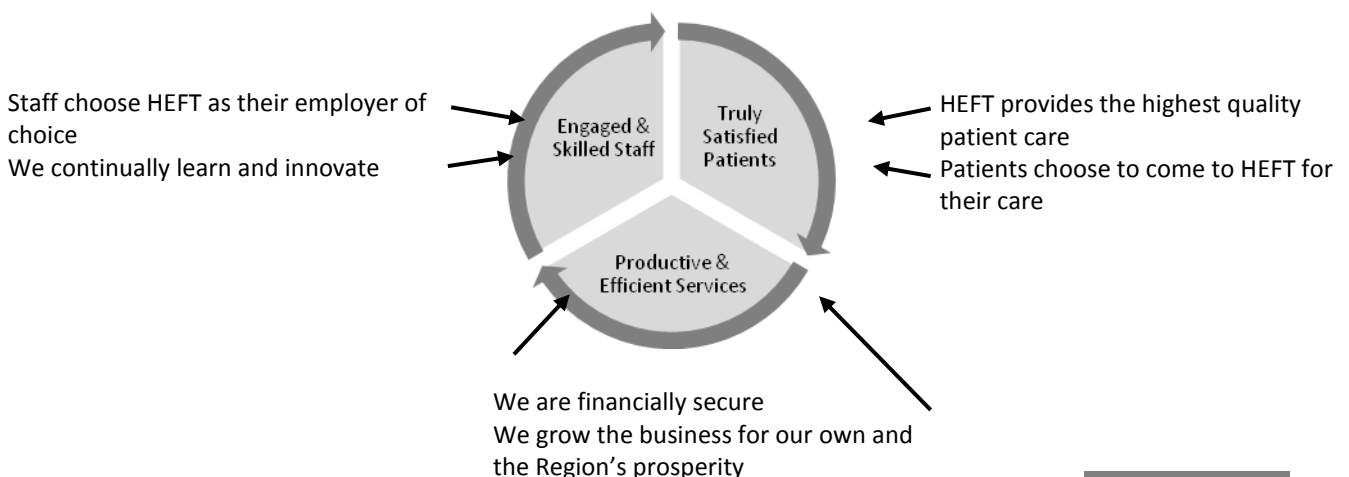 Staff choose HEFT as their employer of
choice
We continually learn and innovate
Engaged &
Skilled Staff
Truly
Satisfied
Patients
HEFT provides the highest quality
patient care
Patients choose to come to HEFT for
their care
Productive &
Efficient Services
We are financially secure
We grow the business for our own and
the Region’s prosperity